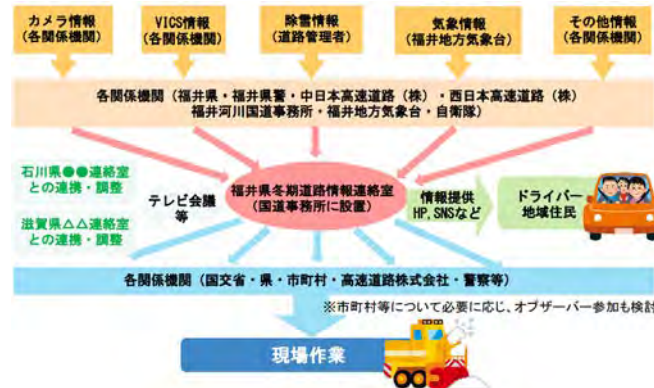 カメラ情報
(各関係機関)
VICS情報
(各関係機関)
除雪情報
(道路管理者)
気象情報
(福井地方気象台)
その他情報
(各関係機関)
各関係機関(福井県・福井県警・中日本高速道路(株)・西日本高速道路(株)
福井河川国道事務所・福井地方気象台・自衛隊)
石川県●●連絡室
との連携・調整
滋賀県△△連絡室
との連携・調整
テレビ会議
等
福井県冬期道路情報連絡室
(国道事務所に設置)
情報提供
HP,SNSなど
ドライバー
地域住民
各関係機関(国交省・県・市町村・高速道路株式会社・警察等)
※市町村等について必要に応じ、オブザーバー参加も検討
現場作業